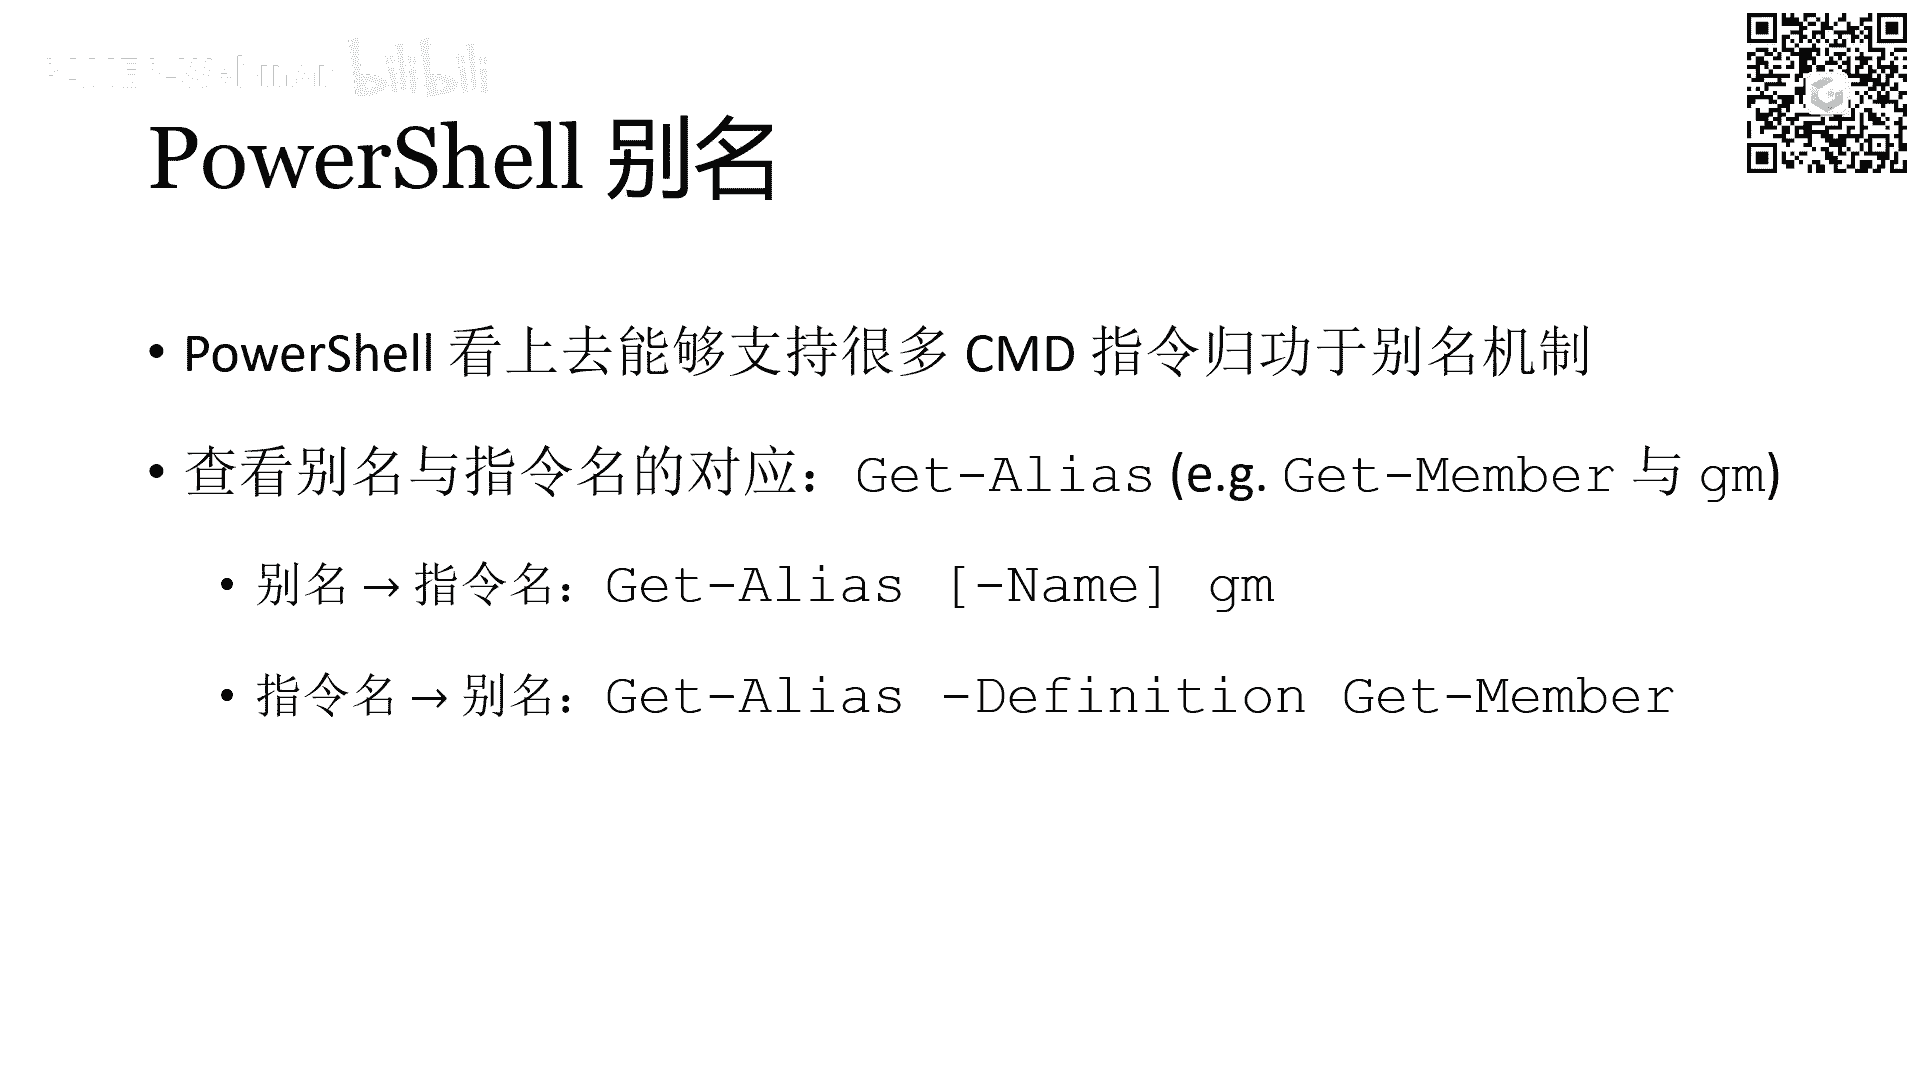 bilibili
PowerShell 别名
• PowerShell 看上去能够支持很多 CMD 指令归功于别名机制
• 查看别名与指令名的对应：Get-Alias (e.g. Get-Member 与 gm)
• 别名 → 指令名：Get-Alias [-Name] gm
• 指令名 → 别名：Get-Alias -Definition Get-Member